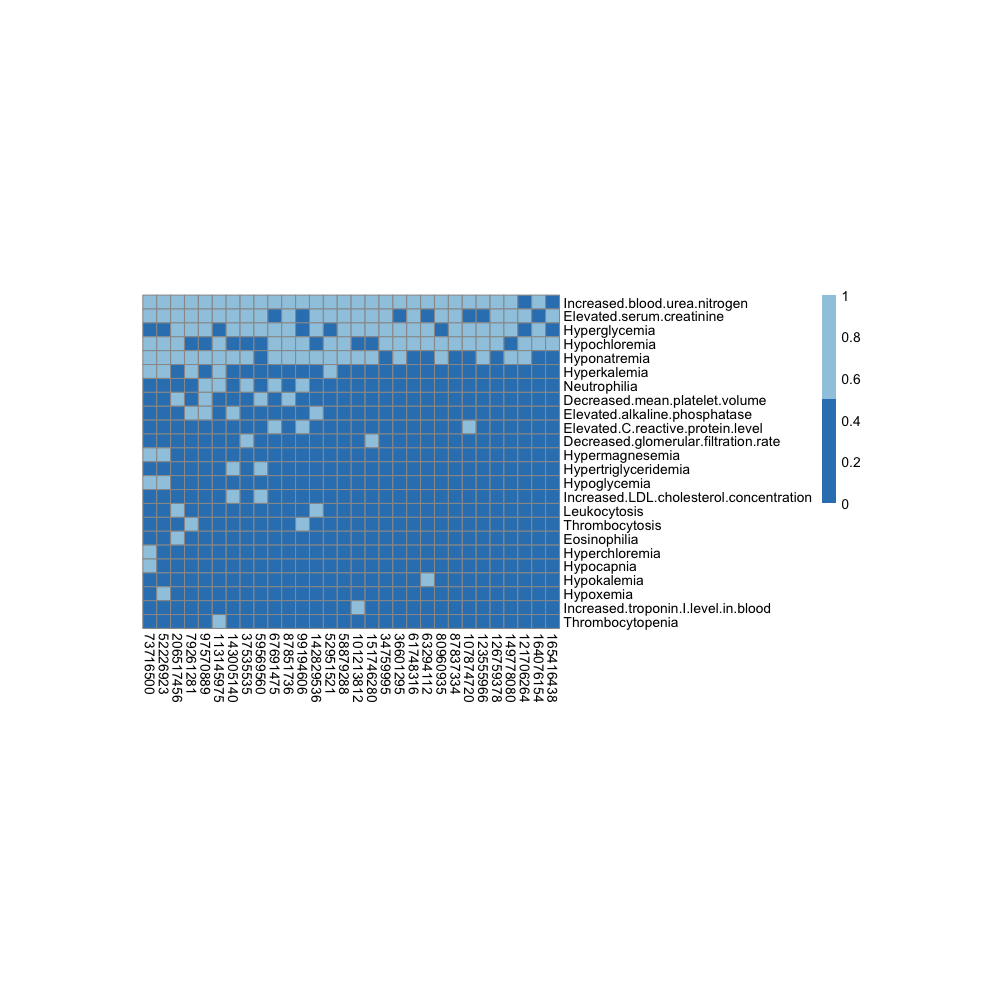 Increased.blood.urea.nitrogen
Elevated.serum.creatinine
Hyperglycemia
Hypochloremia
Hyponatremia
Hyperkalemia
Neutrophilia
Decreased.mean.platelet.volume
Elevated.alkaline.phosphatase
Elevated.C.reactive.protein.level
Decreased.glomerular.filtration.rate
Hypermagnesemia
Hypertriglyceridemia
Hypoglycemia
Increased.LDL.cholesterol.concentration
Leukocytosis
Thrombocytosis
Eosinophilia
Hyperchloremia
Hypocapnia
Hypokalemia
Hypoxemia
Increased.troponin.I.level.in.blood
Thrombocytopenia
1
0.8
0.6
0.4
0.2
0
73716500
52226923
206517456
79261281
97570889
113145975
143005140
37535535
59569560
67691475
87851736
99194606
142829536
52951521
58879288
101213812
151746280
34759995
36601295
61748316
63294112
80960935
87837334
107874720
123555966
126759378
149778080
121706264
164076154
165416438